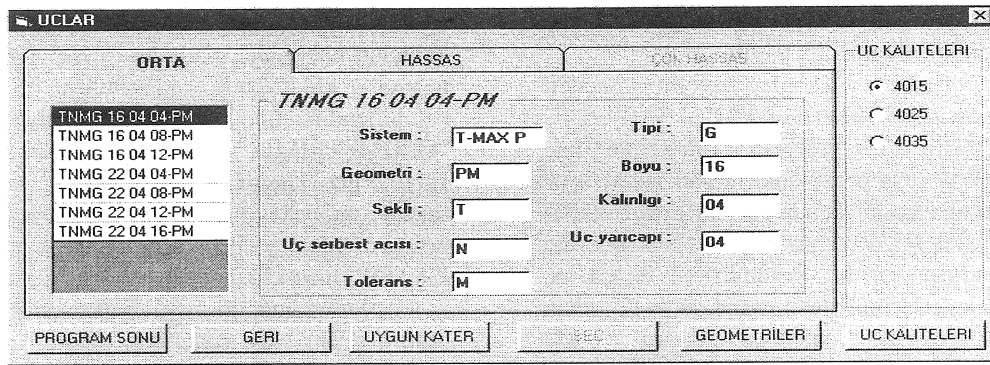 UCLAR
ORTA
HASSAS
ÇOK HASSAS
TNMG 16 04 04-PM
TNMG 16 04 08-PM
TNMG 16 04 12-PM
TNMG 22 04 04-PM
TNMG 22 04 08-PM
TNMG 22 04 12-PM
TNMG 22 04 16-PM
TNMG 16 04 04-PM
Sistem : T-MAX P
Geometri : PM
Sekli : T
Uç serbest acısı : N
Tolerans : M
Tipi : G
Boyu : 16
Kalınlıgı : 04
Uc yarıcapı : 04
UC KALITELERI
4015
4025
4035
PROGRAM SONU
GERI
UYGUN KATER
SEC
GEOMETRİLER
UC KALITELERI